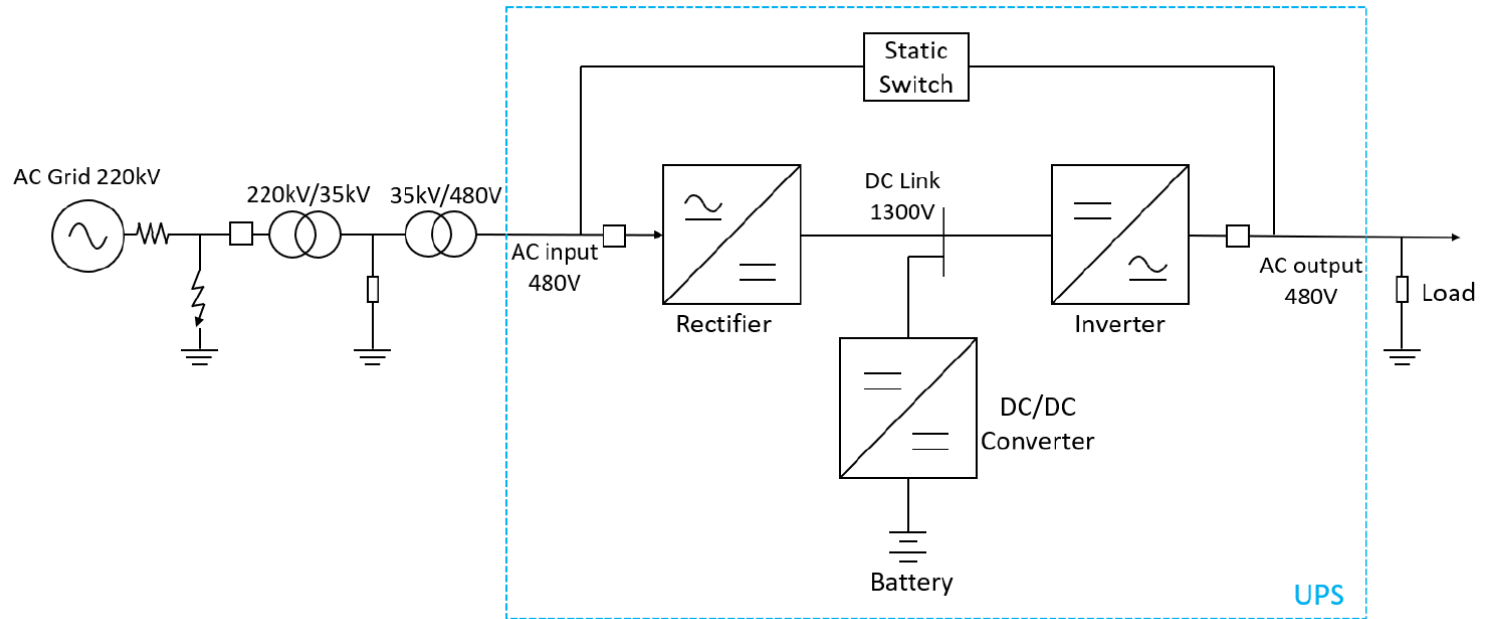 Static
Switch
AC Grid 220kV
220kV/35kV
35kV/480V
DC Link
1300V
AC input
480V
AC output
480V
Load
Rectifier
Inverter
DC/DC
Converter
Battery
UPS